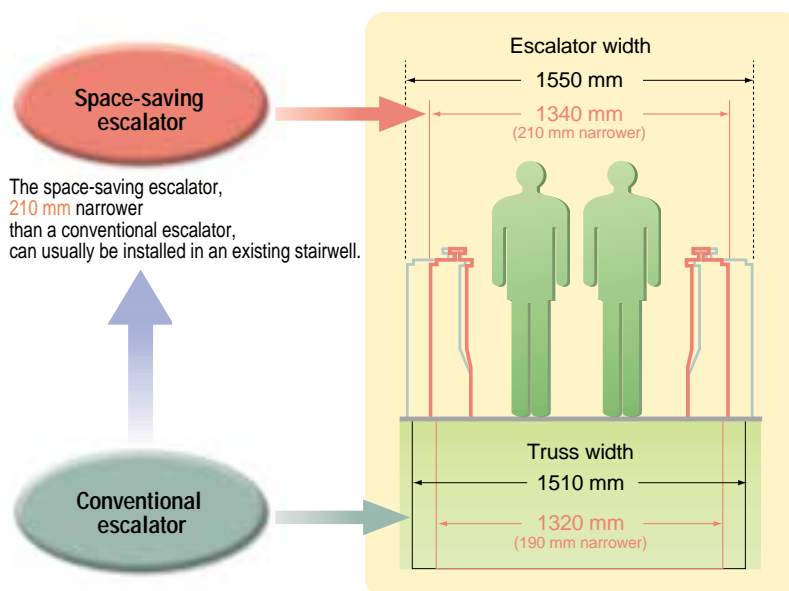 Space-saving
escalator
The space-saving escalator,
210 mm narrower
than a conventional escalator,
can usually be installed in an existing stairwell.
Conventional
escalator
Escalator width
1550 mm
1340 mm
(210 mm narrower)
Truss width
1510 mm
1320 mm
(190 mm narrower)